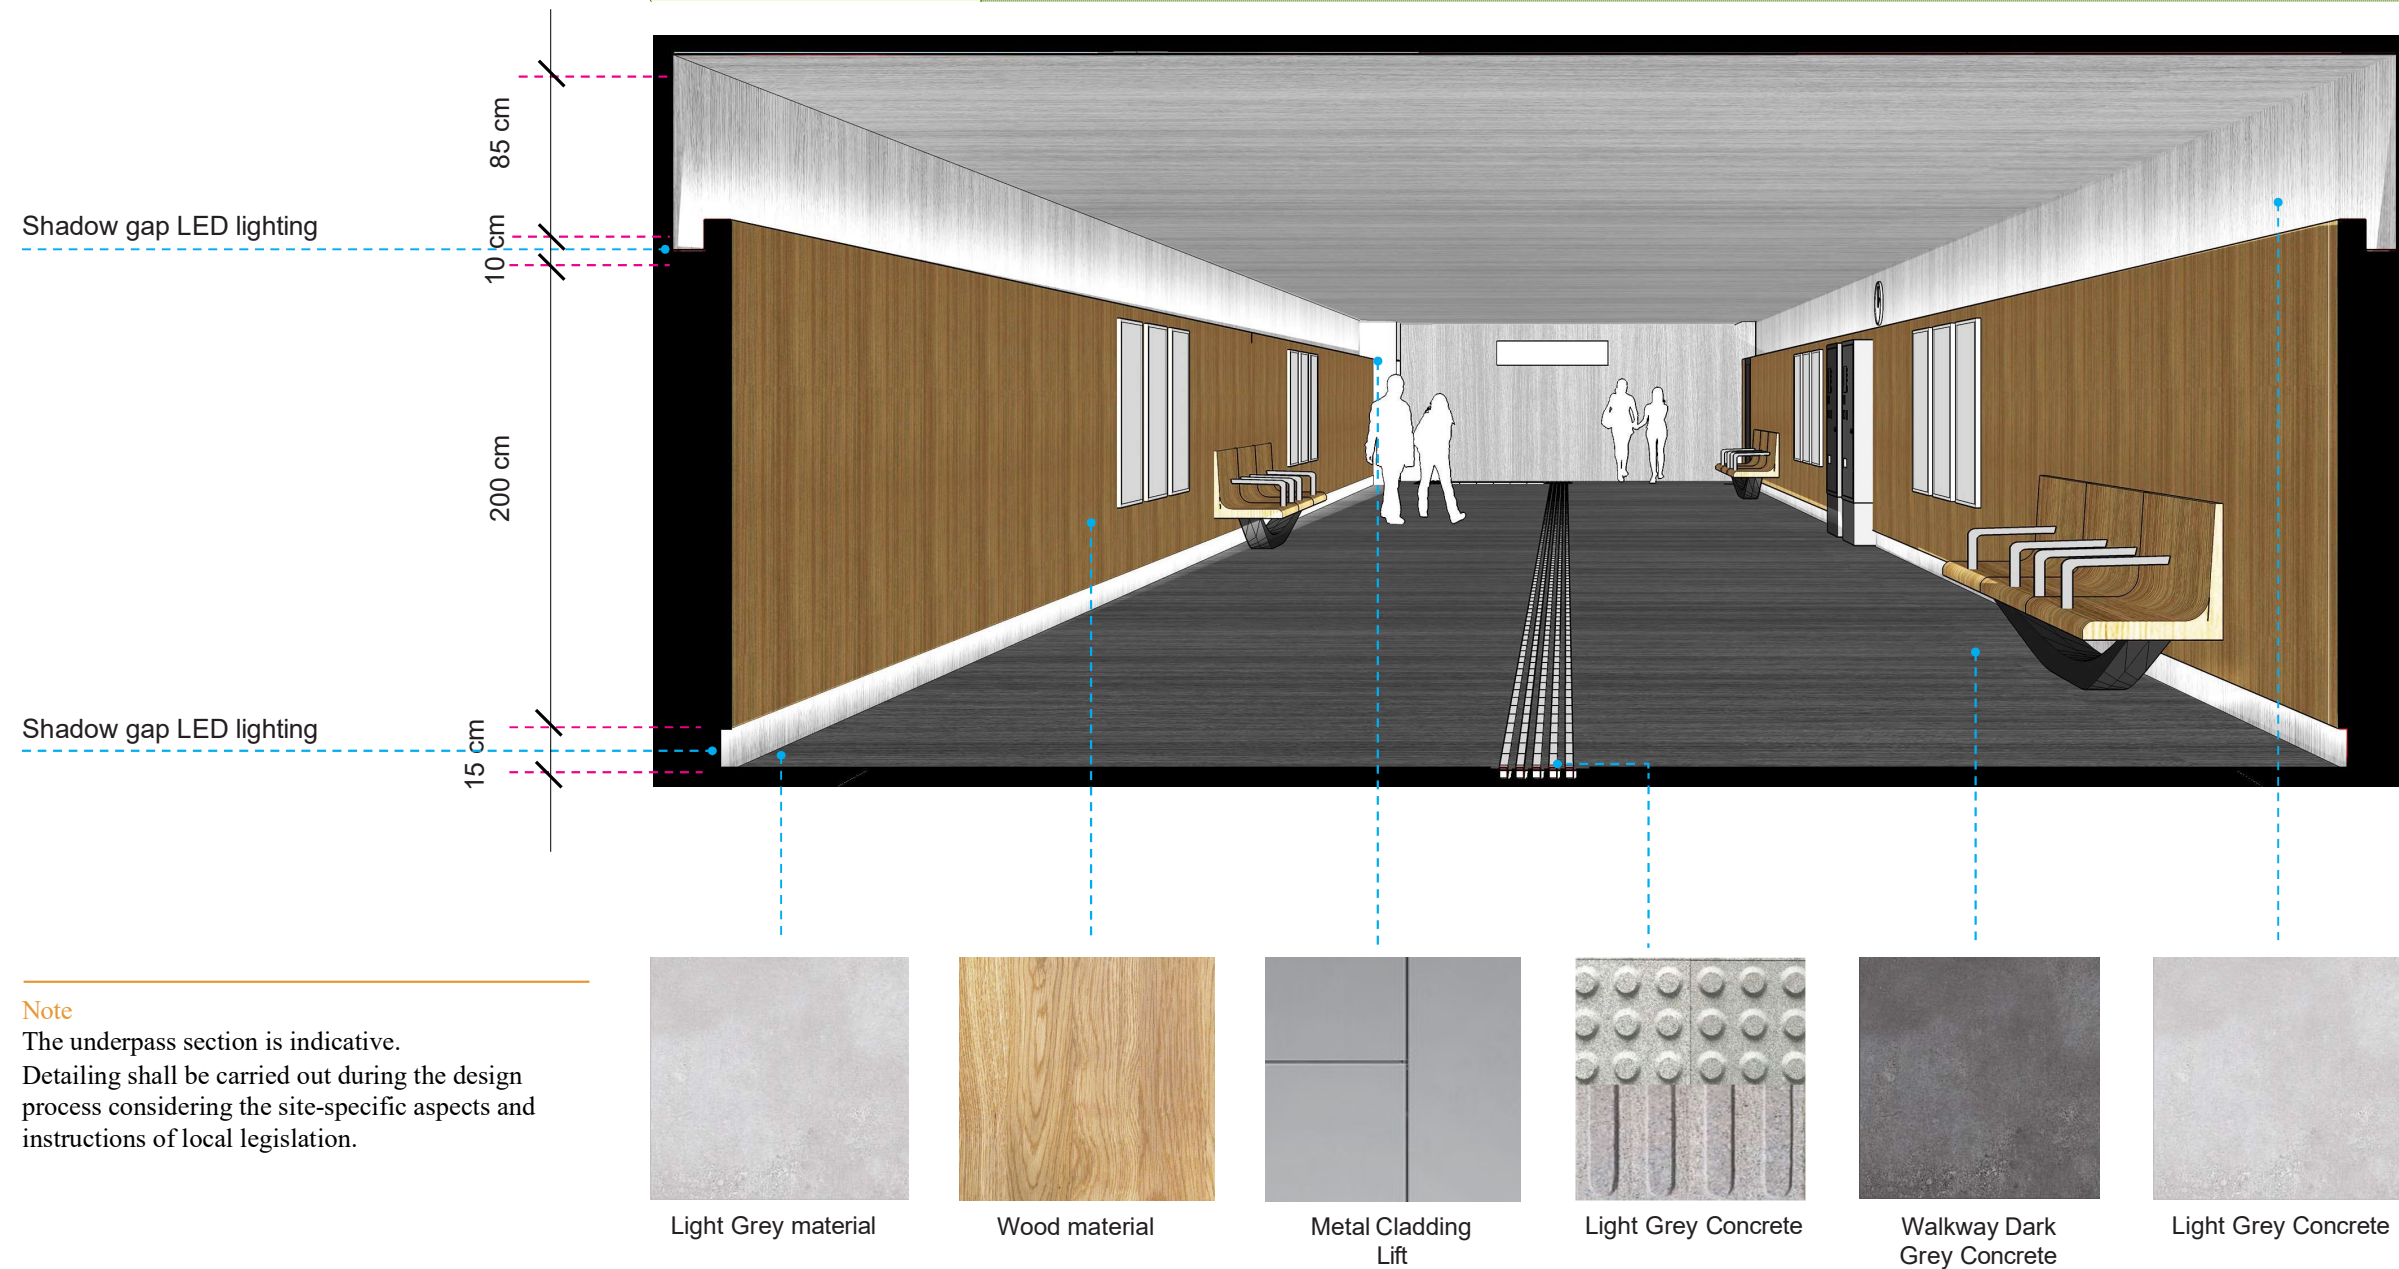 85 cm
Shadow gap LED lighting
10 cm
200 cm
Shadow gap LED lighting
15 cm
Note
The underpass section is indicative.
Detailing shall be carried out during the design
process considering the site-specific aspects and
instructions of local legislation.
Light Grey material
Wood material
Metal Cladding
Lift
Light Grey Concrete
Walkway Dark
Grey Concrete
Light Grey Concrete